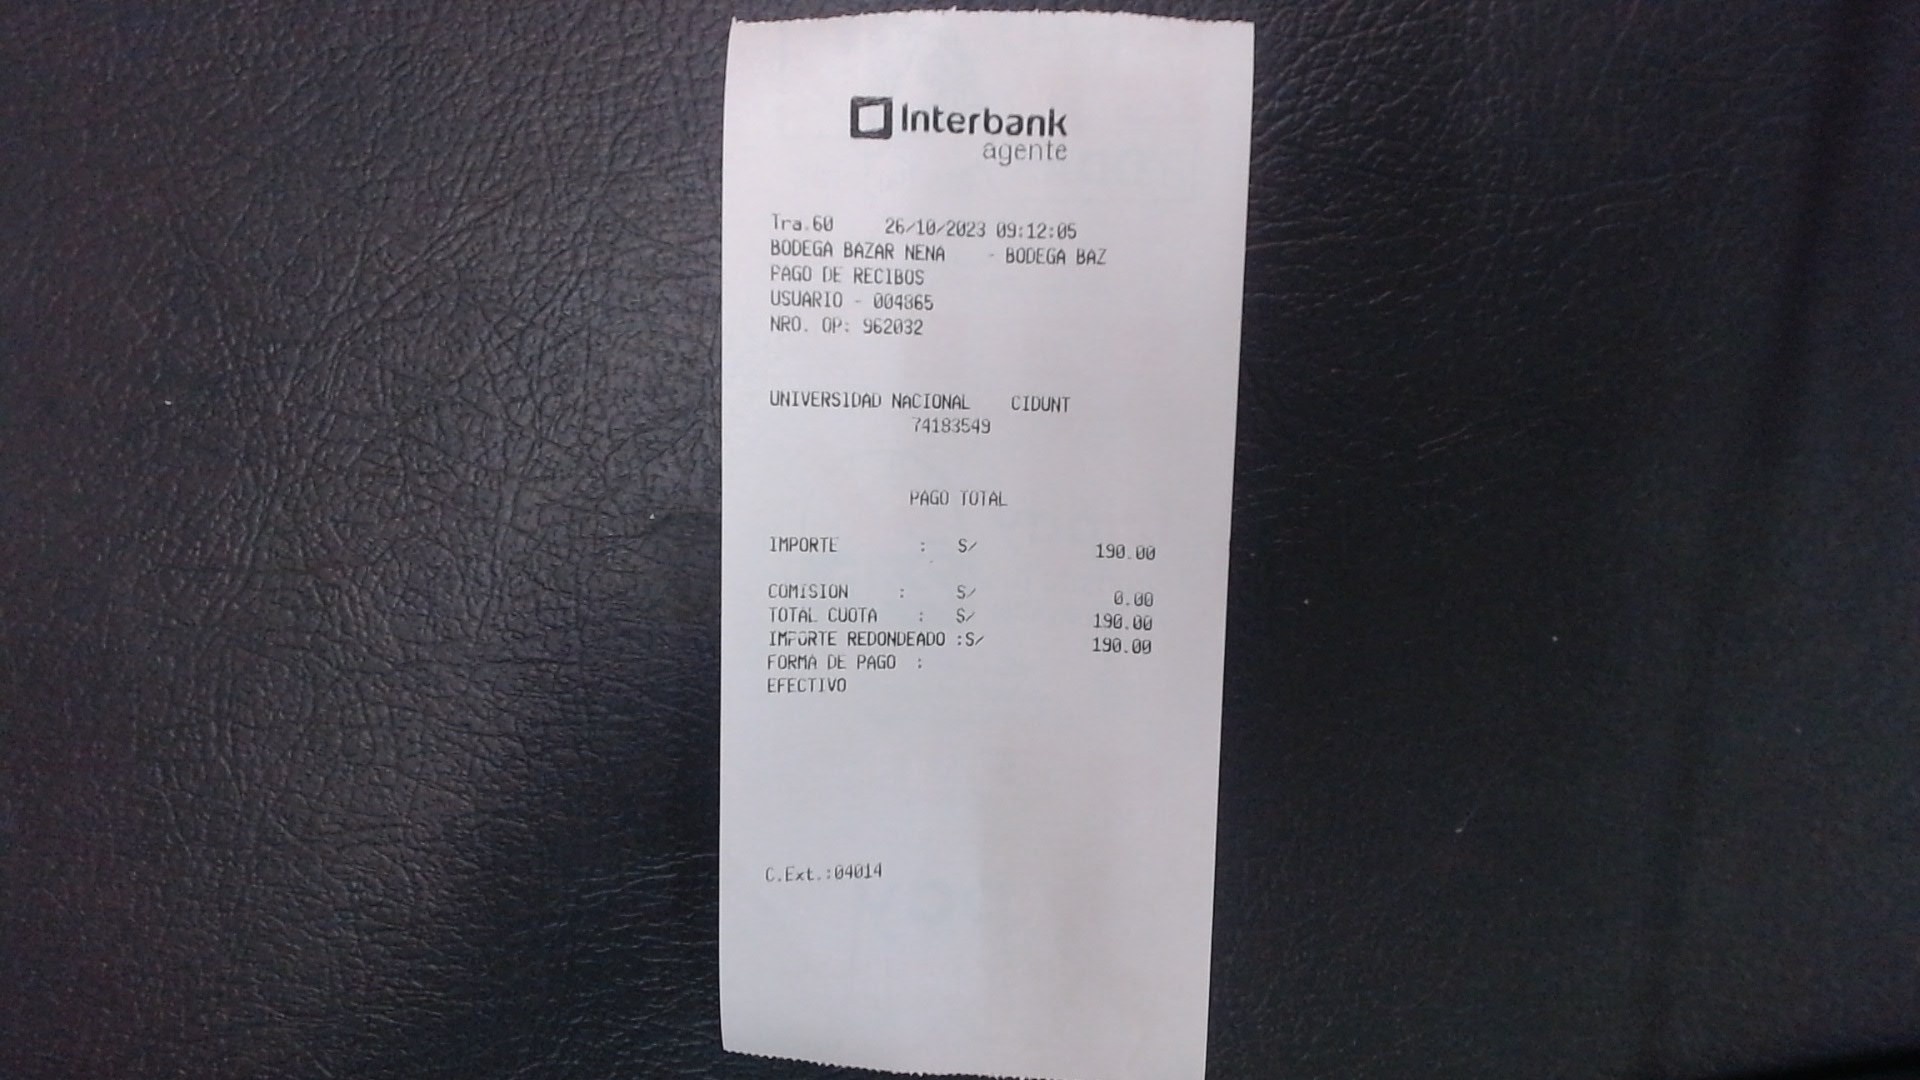 Interbank
agente
Tra.60 26/10/2023 09:12:05
BODEGA BAZAR NENA - BODEGA BAZ
PAGO DE RECIBOS
USUARIO - 004865
NRO. OP: 962032
UNIVERSIDAD NACIONAL CIDUNT
74183549
PAGO TOTAL
IMPORTE : S/ 190.00
COMISION : S/ 0.00
TOTAL CUOTA : S/ 190.00
IMPORTE REDONDEADO :S/ 190.00
FORMA DE PAGO :
EFECTIVO
C.Ext.:04014